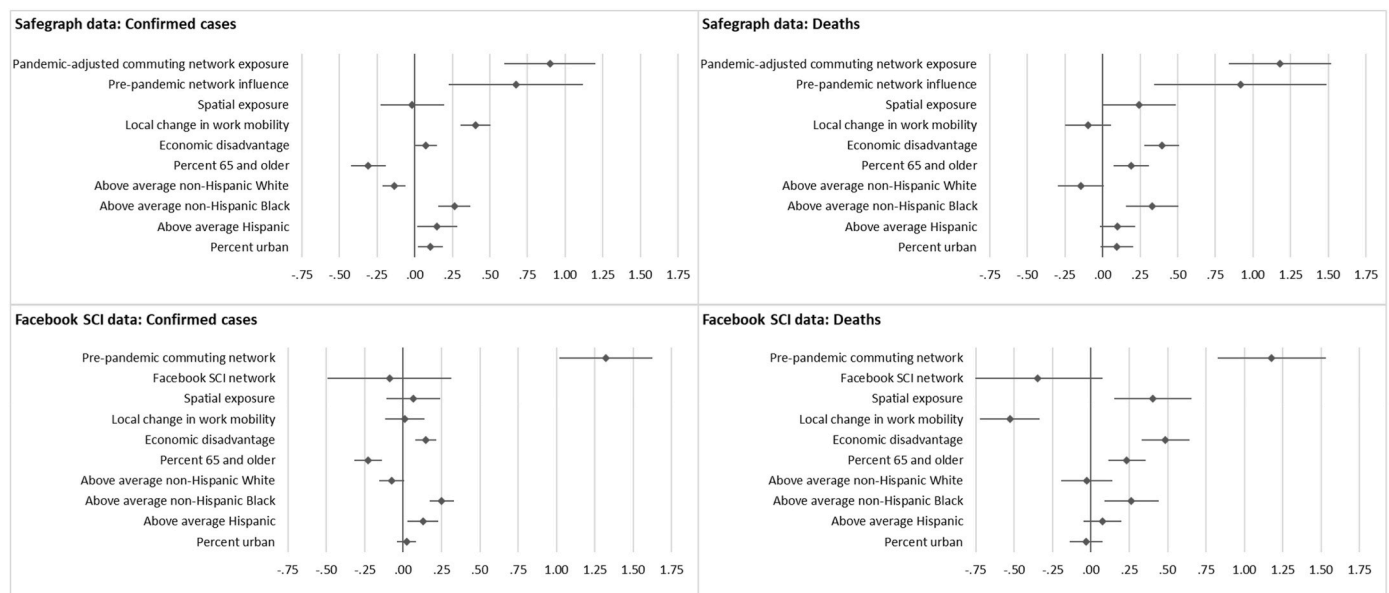 Safegraph data: Confirmed cases
Pandemic-adjusted commuting network exposure
Pre-pandemic network influence
Spatial exposure
Local change in work mobility
Economic disadvantage
Percent 65 and older
Above average non-Hispanic White
Above average non-Hispanic Black
Above average Hispanic
Percent urban
-.75 -.50 -.25 .00 .25 .50 .75 1.00 1.25 1.50 1.75
Safegraph data: Deaths
Pandemic-adjusted commuting network exposure
Pre-pandemic network influence
Spatial exposure
Local change in work mobility
Economic disadvantage
Percent 65 and older
Above average non-Hispanic White
Above average non-Hispanic Black
Above average Hispanic
Percent urban
-.75 -.50 -.25 .00 .25 .50 .75 1.00 1.25 1.50 1.75
Facebook SCI data: Confirmed cases
Pre-pandemic commuting network
Facebook SCI network
Spatial exposure
Local change in work mobility
Economic disadvantage
Percent 65 and older
Above average non-Hispanic White
Above average non-Hispanic Black
Above average Hispanic
Percent urban
-.75 -.50 -.25 .00 .25 .50 .75 1.00 1.25 1.50 1.75
Facebook SCI data: Deaths
Pre-pandemic commuting network
Facebook SCI network
Spatial exposure
Local change in work mobility
Economic disadvantage
Percent 65 and older
Above average non-Hispanic White
Above average non-Hispanic Black
Above average Hispanic
Percent urban
-.75 -.50 -.25 .00 .25 .50 .75 1.00 1.25 1.50 1.75